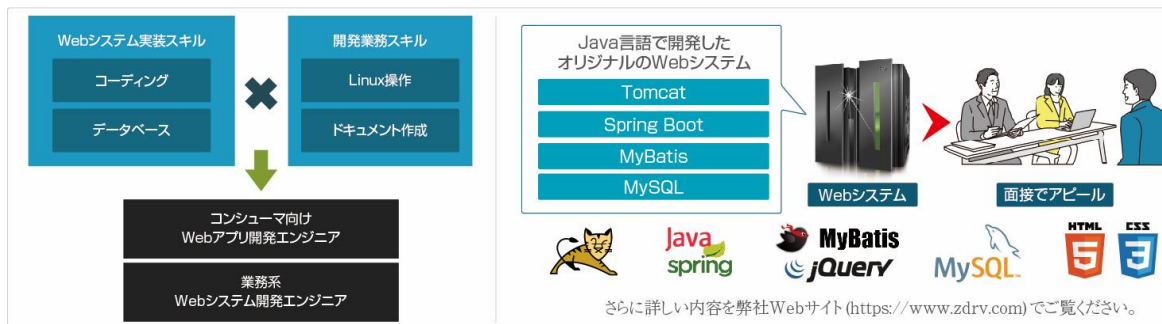 Webシステム実装スキル
コーディング
データベース
開発業務スキル
Linux操作
ドキュメント作成
コンシューマ向け
Webアプリ開発エンジニア
業務系
Webシステム開発エンジニア
Java言語で開発した
オリジナルのWebシステム
Tomcat
Spring Boot
MyBatis
MySQL
Webシステム
面接でアピール
Java
spring
MyBatis
jQuery
MySQL™
HTML
5
CSS
3
さらに詳しい内容を弊社Webサイト(https://www.zdrv.com)でご覧ください。